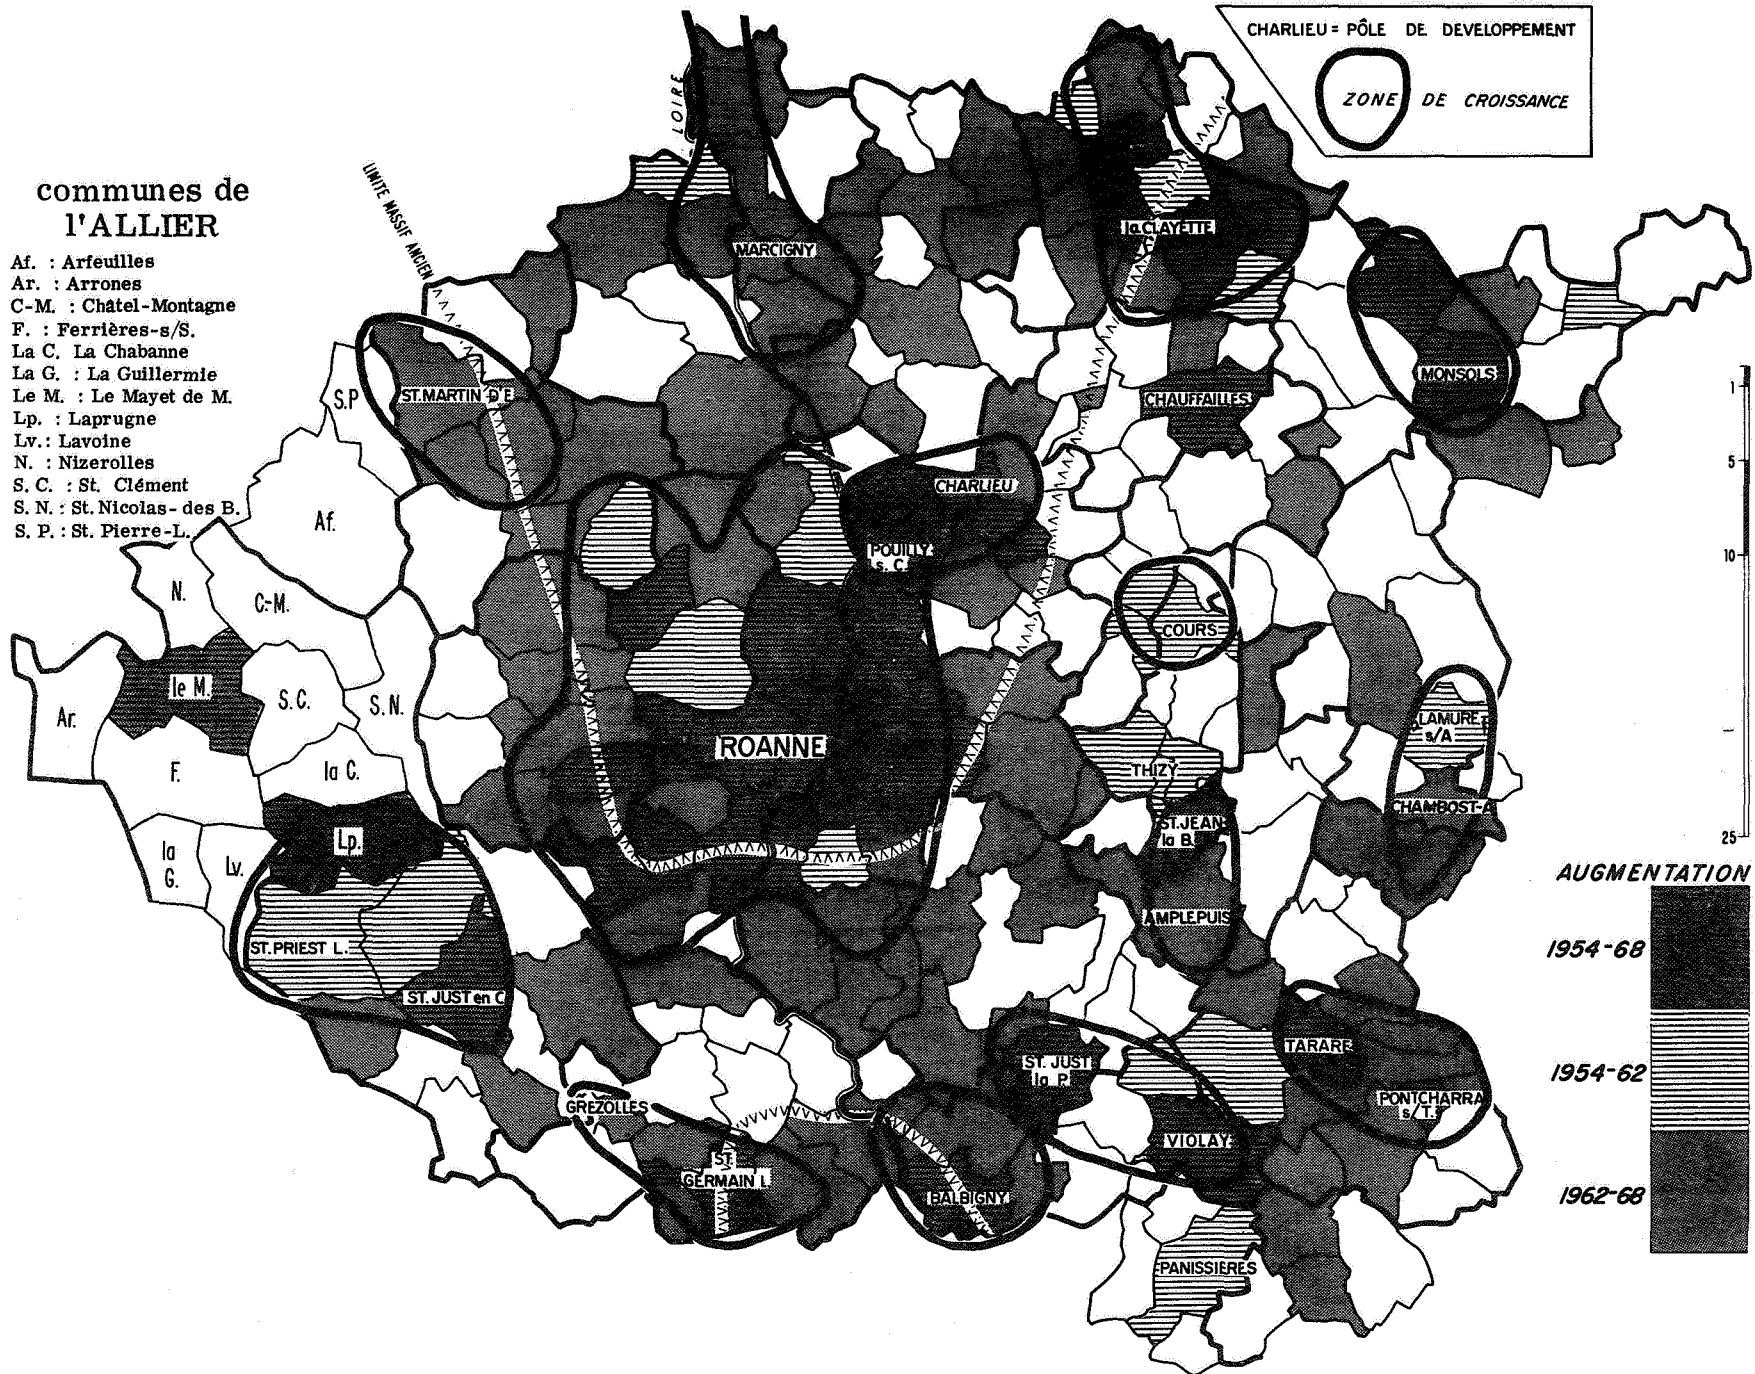 CHARLIEU = PÔLE DE DEVELOPPEMENT
ZONE DE CROISSANCE
LOIRE
LIMITE MASSIF ANCIEN
communes de
l'ALLIER
Af. : Arfeuilles
Ar. : Arrones
C-M. : Châtel-Montagne
F. : Ferrières-s/S.
La C. La Chabanne
La G. : La Guillermie
Le M. : Le Mayet de M.
Lp. : Laprugne
Lv. : Lavoine
N. : Nizerolles
S. C. : St. Clément
S. N. : St. Nicolas-des B.
S. P. : St. Pierre-L.
la CLAYETTE
MARCIGNY
MONSOLS
ST. MARTIN D'E
CHAUFFAILLES
S.P
CHARLIEU
Af.
POUILLY
s. C.
N.
C-M.
COURS
le M.
S.C.
S.N.
Ar.
LAMURE
s/A
ROANNE
F.
la C.
THIZY
CHAMBOST-A
ST. JEAN
la B.
Lp.
la
G.
Lv.
AMPLEPUIS
ST. PRIEST L.
ST. JUST en C
TARARE
ST. JUST
la P.
PONTCHARRA
s/T.
GREZOLLES
VIOLAY
ST.
GERMAIN L.
BALBIGNY
PANISSIERES
1
5
10
25
AUGMENTATION
1954-68
1954-62
1962-68